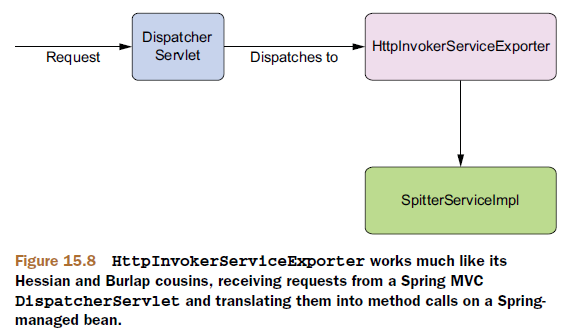 Dispatcher
Servlet
HttpInvokerServiceExporter
Request
Dispatches to
SpitterServiceImpl
Figure 15.8 HttpInvokerServiceExporter works much like its
Hessian and Burlap cousins, receiving requests from a Spring MVC
DispatcherServlet and translating them into method calls on a Spring-
managed bean.